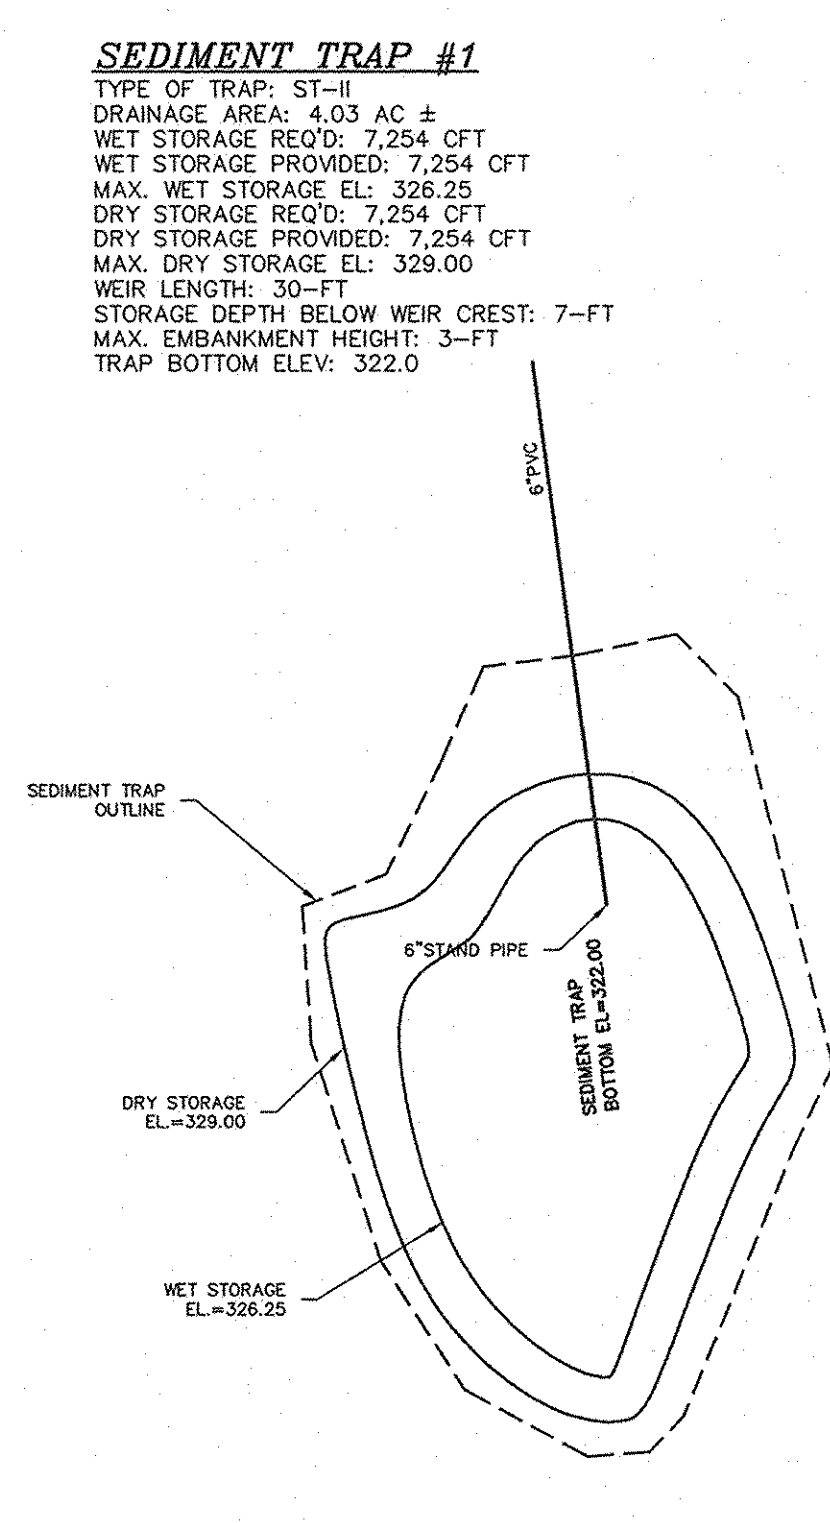 SEDIMENT TRAP #1
TYPE OF TRAP: ST-II
DRAINAGE AREA: 4.03 AC ±
WET STORAGE REQ'D: 7,254 CFT
WET STORAGE PROVIDED: 7,254 CFT
MAX. WET STORAGE EL: 326.25
DRY STORAGE REQ'D: 7,254 CFT
DRY STORAGE PROVIDED: 7,254 CFT
MAX. DRY STORAGE EL: 329.00
WEIR LENGTH: 30-FT
STORAGE DEPTH BELOW WEIR CREST: 7-FT
MAX. EMBANKMENT HEIGHT: 3-FT
TRAP BOTTOM ELEV: 322.0
6"PVC
SEDIMENT TRAP
OUTLINE
6"STAND PIPE
SEDIMENT TRAP
BOTTOM EL=322.00
DRY STORAGE
EL.=329.00
WET STORAGE
EL.=326.25